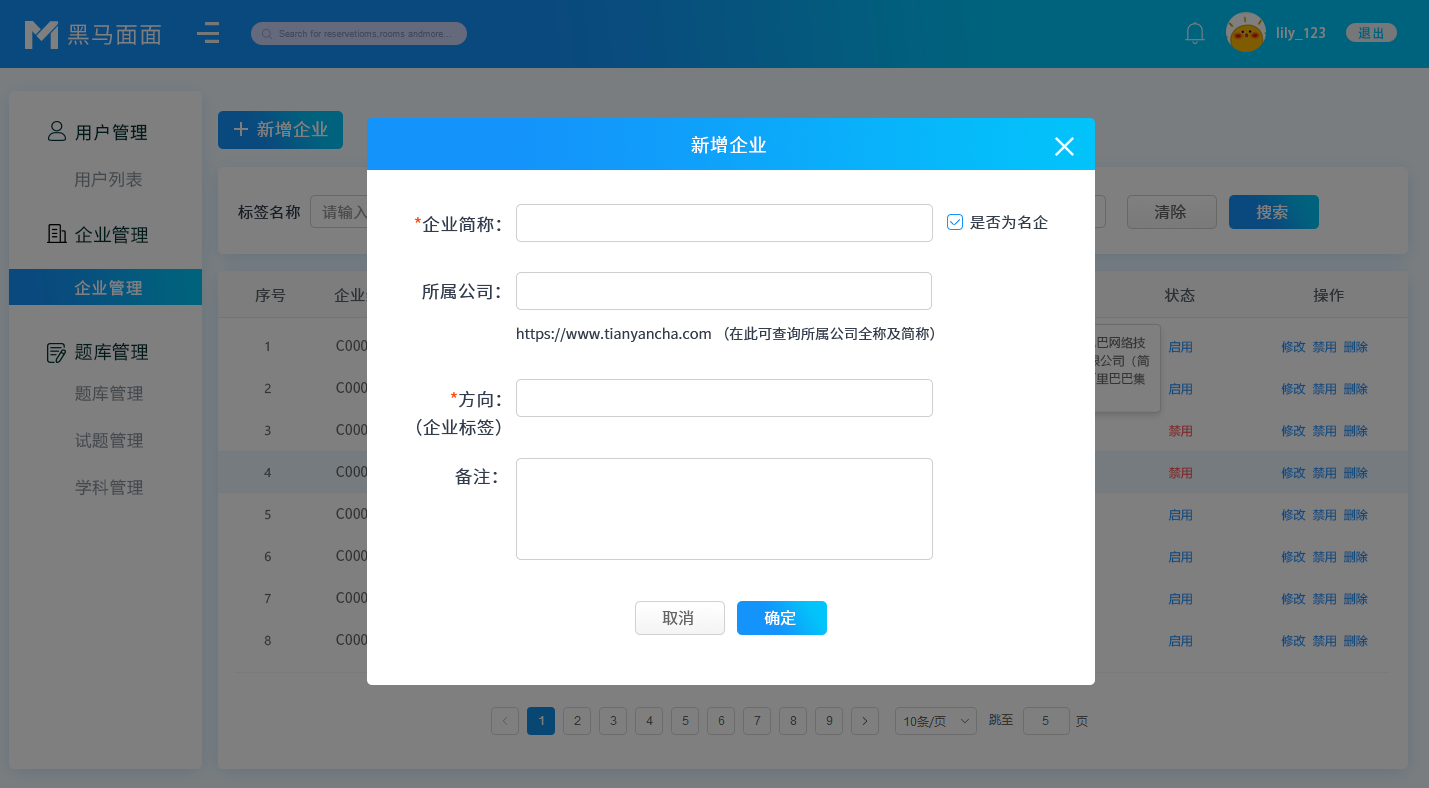 黑马面面
Search for reservetioms,rooms andmore...
lily_123
退出
用户管理
用户列表
企业管理
企业管理
题库管理
题库管理
试题管理
学科管理
+ 新增企业
标签名称
请输入
清除
搜索
序号
企业
状态
操作
1
C000
启用
修改 禁用 删除
2
C000
启用
修改 禁用 删除
3
C000
禁用
修改 禁用 删除
4
C000
禁用
修改 禁用 删除
5
C000
启用
修改 禁用 删除
6
C000
启用
修改 禁用 删除
7
C000
启用
修改 禁用 删除
8
C000
启用
修改 禁用 删除
巴网络技
限公司（简
里巴巴集
新增企业
*企业简称：
是否为名企
所属公司：
https://www.tianyancha.com （在此可查询所属公司全称及简称）
*方向：
（企业标签）
备注：
取消
确定
< 1 2 3 4 5 6 7 8 9 >
10条/页
跳至 5 页